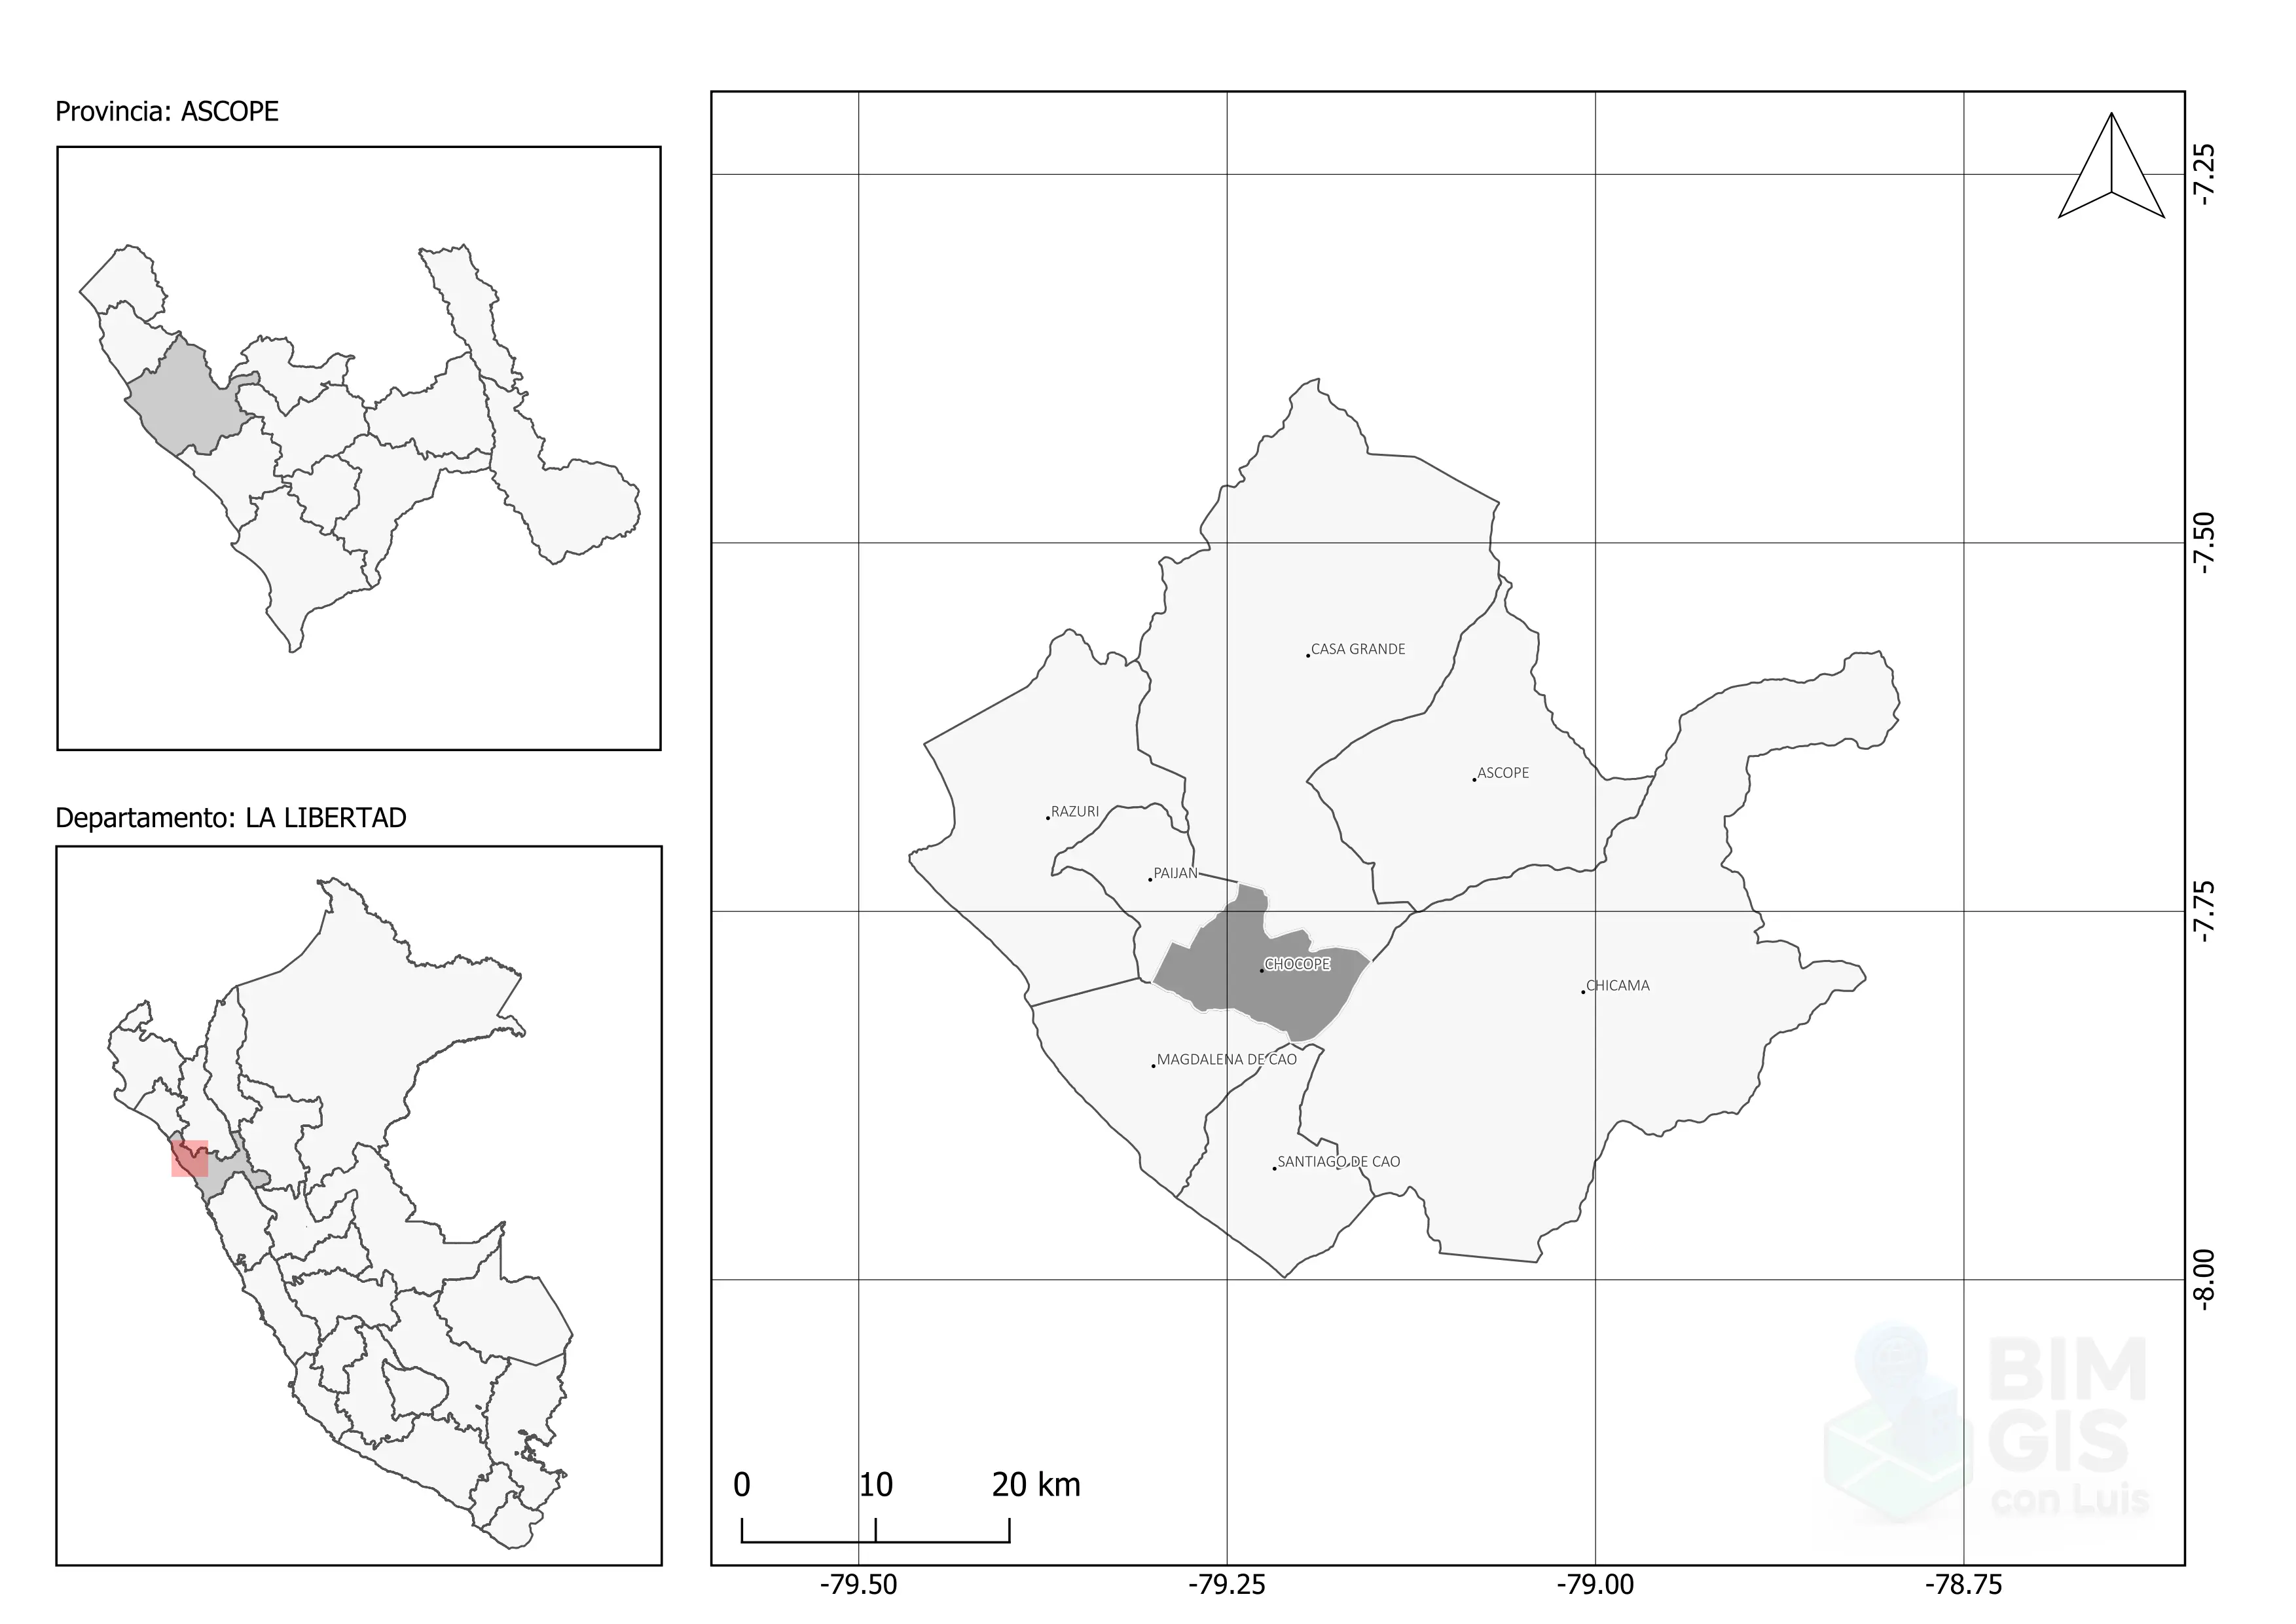 Provincia: ASCOPE
Departamento: LA LIBERTAD
CASA GRANDE
ASCOPE
RAZURI
PAIJAN
CHOCOPE
CHICAMA
MAGDALENA DE CAO
SANTIAGO DE CAO
-7.25
-7.50
-7.75
-8.00
BIM
GIS
con Luis
0 10 20 km
-79.50 -79.25 -79.00 -78.75